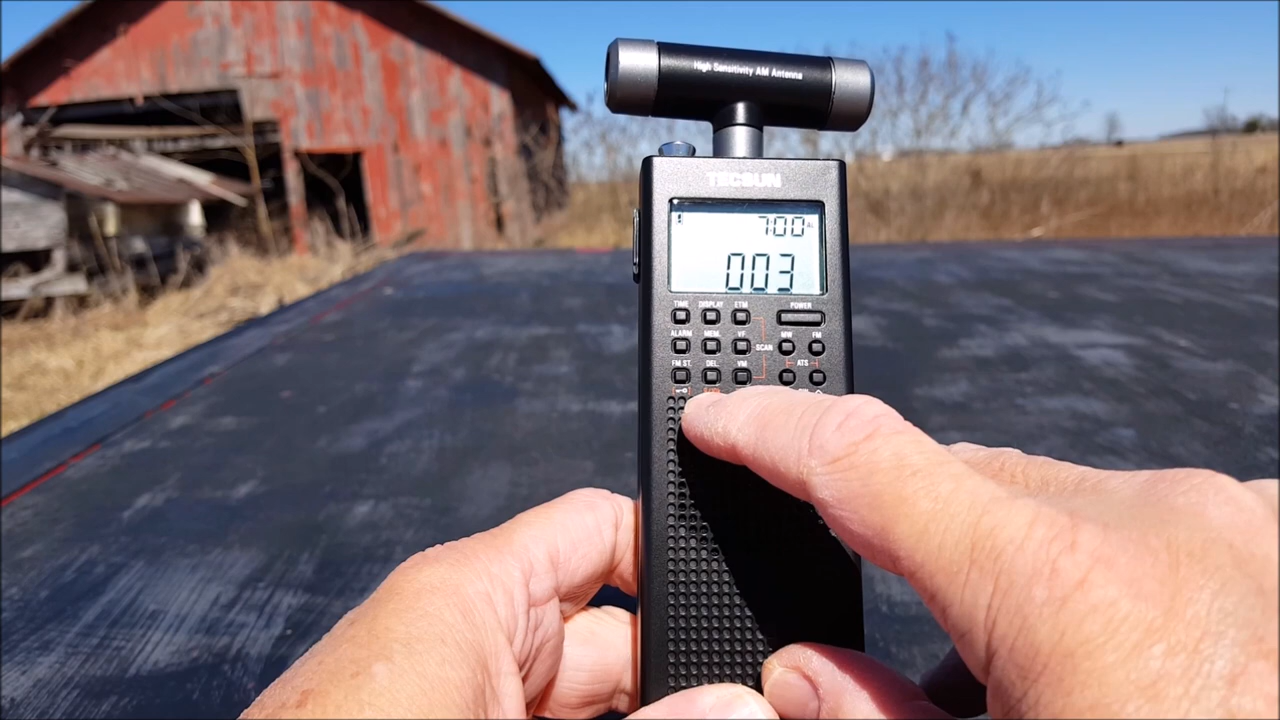 High Sensitivity AM Antenna
TECSUN
700
003
TIME DISPLAY ETM POWER
ALARM MEM. VF SCAN MW FM
FM ST. DEL. VM ATS